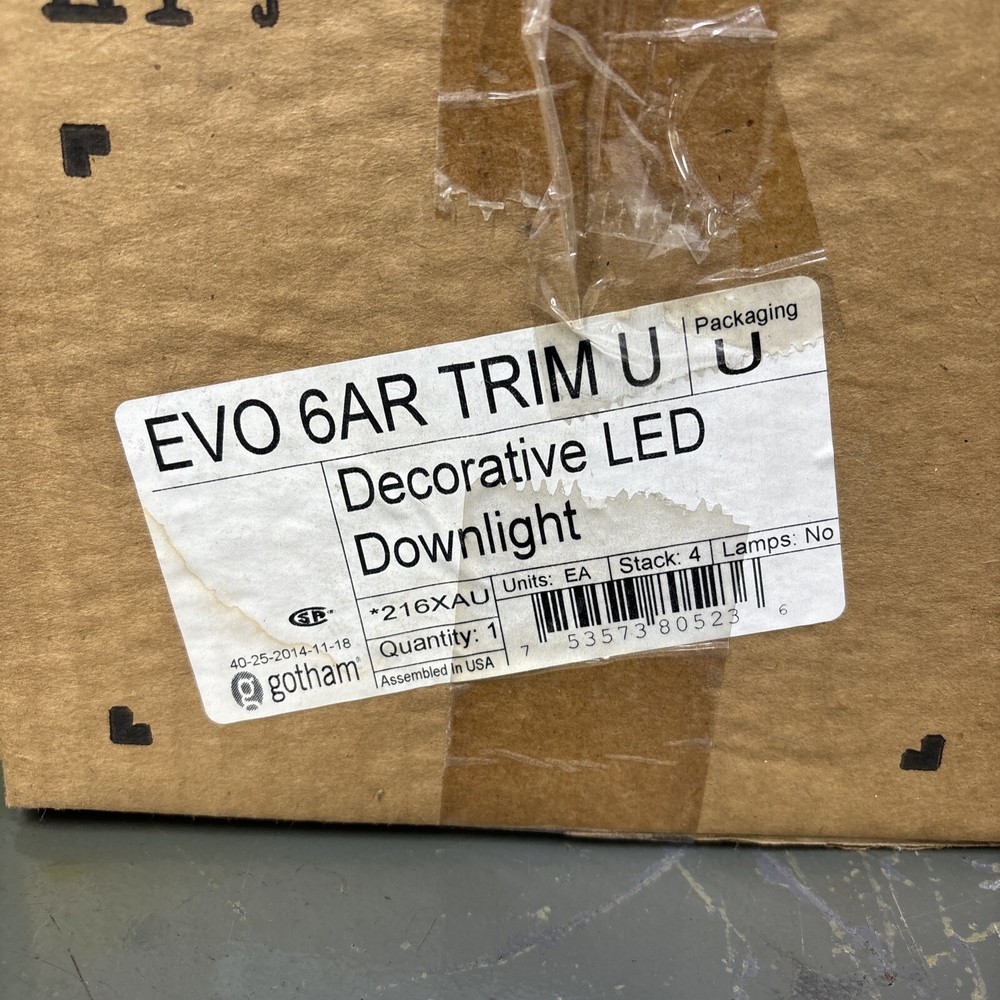 EVO 6AR TRIM U
Packaging
U
Decorative LED
Downlight
*216XAU
Units: EA
Stack: 4
Lamps: No
Quantity: 1
Assembled In USA
7 53573 80523 6
40-25-2014-11-18
gotham